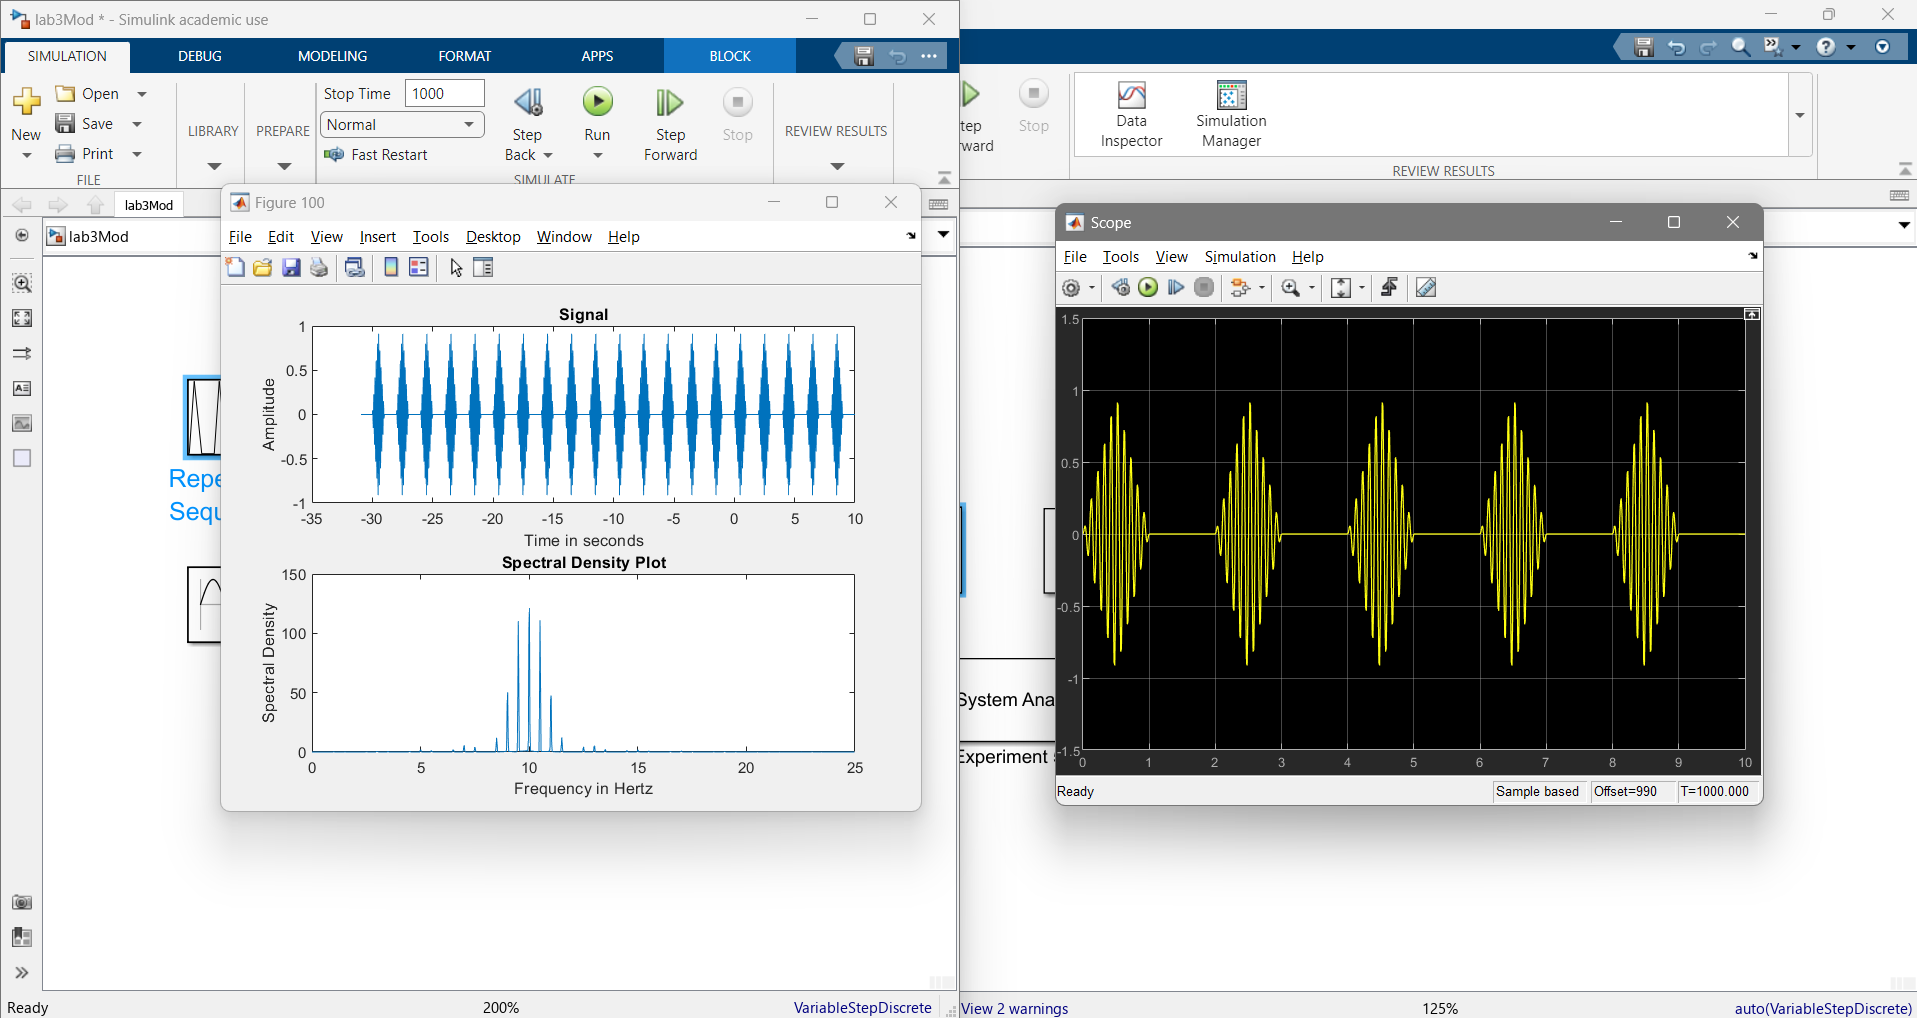 lab3Mod * - Simulink academic use
SIMULATION DEBUG MODELING FORMAT APPS BLOCK
New
Open
Save
Print
FILE
LIBRARY
PREPARE
Stop Time 1000
Normal
Fast Restart
Step
Back
Run
Step
Forward
Stop
SIMULATE
REVIEW RESULTS
lab3Mod
lab3Mod
Repe
Sequ
Figure 100
File Edit View Insert Tools Desktop Window Help
Signal
Amplitude
1
0.5
0
-0.5
-1
-35 -30 -25 -20 -15 -10 -5 0 5 10
Time in seconds
Spectral Density Plot
Spectral Density
150
100
50
0
0 5 10 15 20 25
Frequency in Hertz
Ready 200% VariableStepDiscrete
tep
ward
Stop
Data
Inspector
Simulation
Manager
REVIEW RESULTS
System Ana
Experiment
Scope
File Tools View Simulation Help
1.5
1
0.5
0
-0.5
-1
-1.5
0 1 2 3 4 5 6 7 8 9 10
Ready Sample based Offset=990 T=1000.000
View 2 warnings 125% auto(VariableStepDiscrete)